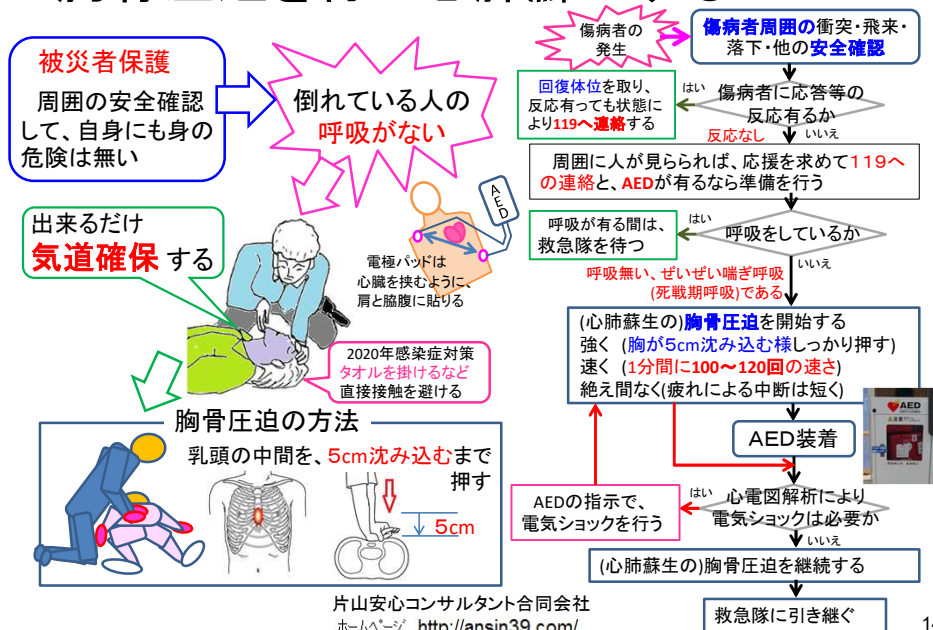 被災者保護
周囲の安全確認
して、自身にも身の
危険は無い
倒れている人の
呼吸がない
出来るだけ
気道確保 する
AED
電極パッドは
心臓を挟むように、
肩と脇腹に貼りる
2020年感染症対策
タオルを掛けるなど
直接接触を避ける
胸骨圧迫の方法
乳頭の中間を、5cm沈み込むまで
押す
5cm
傷病者の
発生
傷病者周囲の衝突・飛来・
落下・他の安全確認
傷病者に応答等の
反応有るか
はい
回復体位を取り、
反応有っても状態に
より119へ連絡する
反応なし
いいえ
周囲に人が見られれば、応援を求めて119へ
の連絡と、AEDが有るなら準備を行う
呼吸をしているか
はい
呼吸が有る間は、
救急隊を待つ
いいえ
呼吸無い、ぜいぜい喘ぎ呼吸
(死戦期呼吸)である
(心肺蘇生の)胸骨圧迫を開始する
強く (胸が5cm沈み込む様しっかり押す)
速く (1分間に100～120回の速さ)
絶え間なく(疲れによる中断は短く)
AED
AED装着
心電図解析により
電気ショックは必要か
はい
AEDの指示で、
電気ショックを行う
いいえ
(心肺蘇生の)胸骨圧迫を継続する
救急隊に引き継ぐ
片山安心コンサルタント合同会社
ホームページ http://ansin39.com/